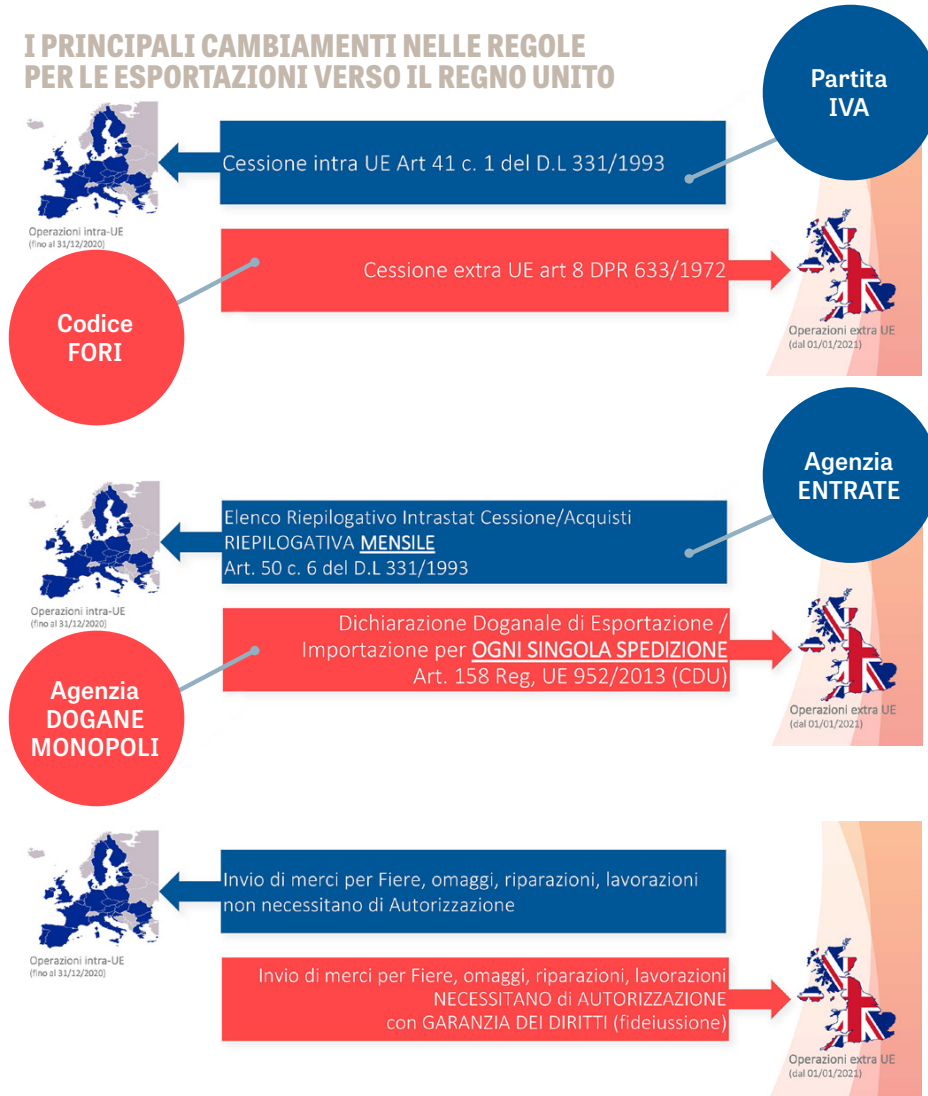 I PRINCIPALI CAMBIAMENTI NELLE REGOLE
PER LE ESPORTAZIONI VERSO IL REGNO UNITO
Partita
IVA
Cessione intra UE Art 41 c. 1 del D.L 331/1993
Operazioni intra-UE
(fino al 31/12/2020)
Cessione extra UE art 8 DPR 633/1972
Codice
FORI
Operazioni extra UE
(dal 01/01/2021)
Agenzia
ENTRATE
Elenco Riepilogativo Intrastat Cessione/Acquisti
RIEPILOGATIVA MENSILE
Art. 50 c. 6 del D.L 331/1993
Operazioni intra-UE
(fino al 31/12/2020)
Dichiarazione Doganale di Esportazione /
Importazione per OGNI SINGOLA SPEDIZIONE
Art. 158 Reg, UE 952/2013 (CDU)
Agenzia
DOGANE
MONOPOLI
Operazioni extra UE
(dal 01/01/2021)
Invio di merci per Fiere, omaggi, riparazioni, lavorazioni
non necessitano di Autorizzazione
Operazioni intra-UE
(fino al 31/12/2020)
Invio di merci per Fiere, omaggi, riparazioni, lavorazioni
NECESSITANO di AUTORIZZAZIONE
con GARANZIA DEI DIRITTI (fideiussione)
Operazioni extra UE
(dal 01/01/2021)